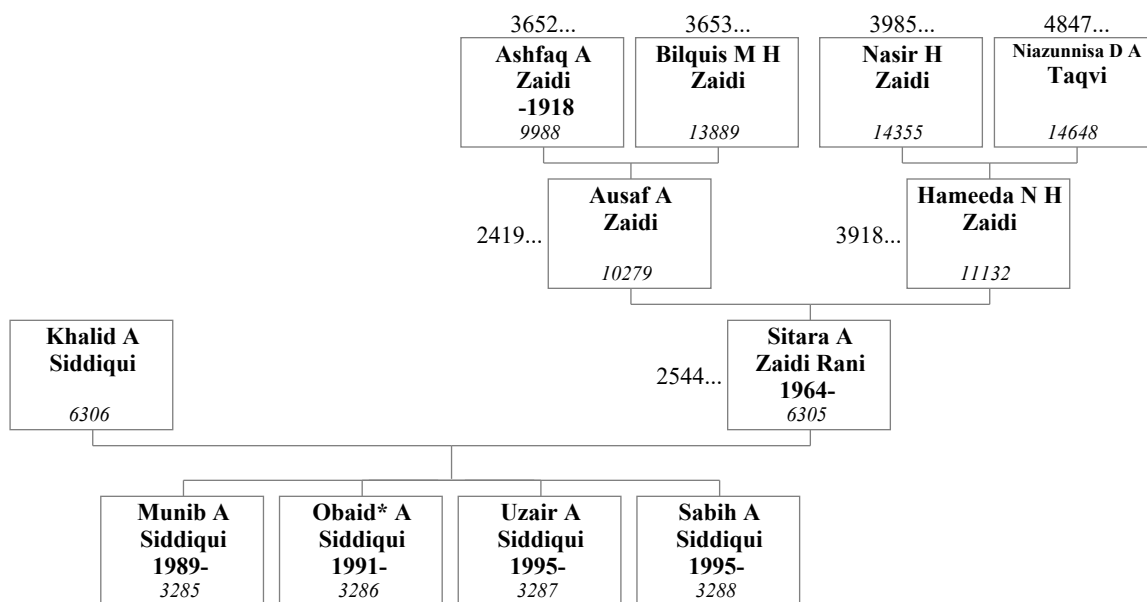 3652...
3653...
3985...
4847...
Ashfaq A
Zaidi
-1918
9988
Bilquis M H
Zaidi
13889
Nasir H
Zaidi
14355
Niazunnisa D A
Taqvi
14648
2419...
Ausaf A
Zaidi
10279
3918...
Hameeda N H
Zaidi
11132
Khalid A
Siddiqui
6306
2544...
Sitara A
Zaidi Rani
1964-
6305
Munib A
Siddiqui
1989-
3285
Obaid* A
Siddiqui
1991-
3286
Uzair A
Siddiqui
1995-
3287
Sabih A
Siddiqui
1995-
3288